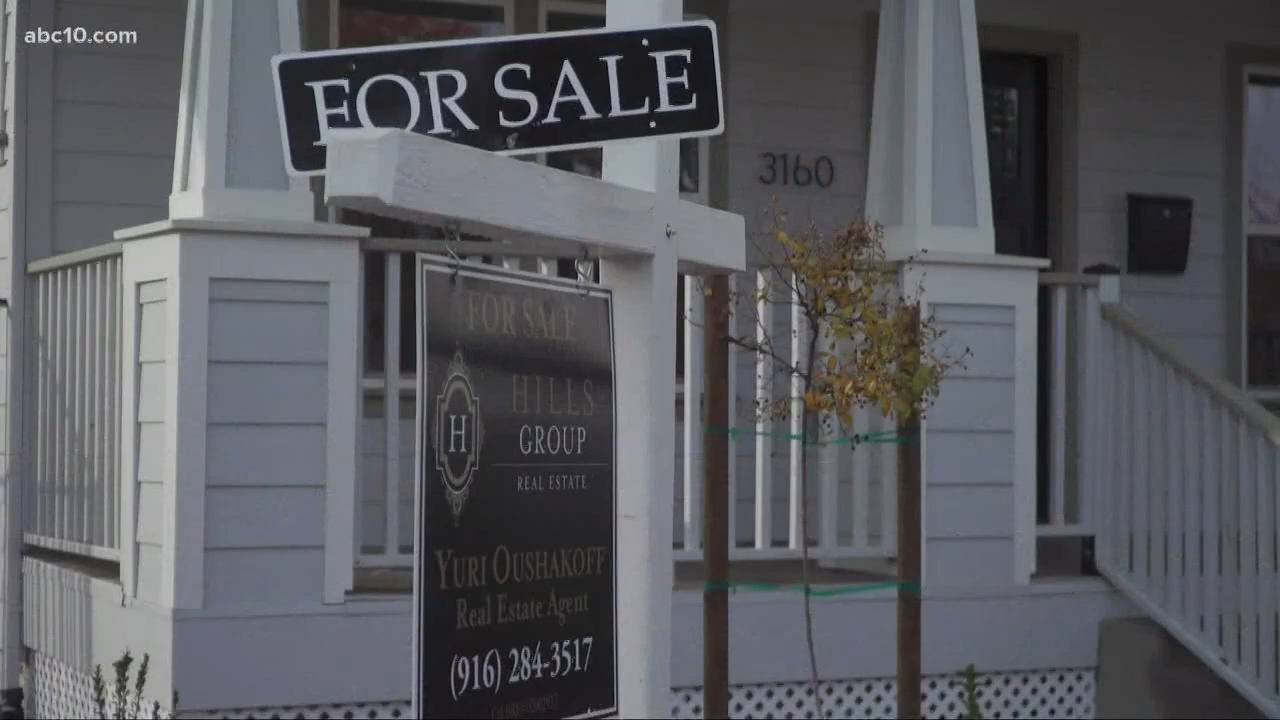 abc10.com
FOR SALE
3160
FOR SALE
HILLS
H
GROUP
REAL ESTATE
YURI OUSHAKOFF
Real Estate Agent
(916) 284-3517